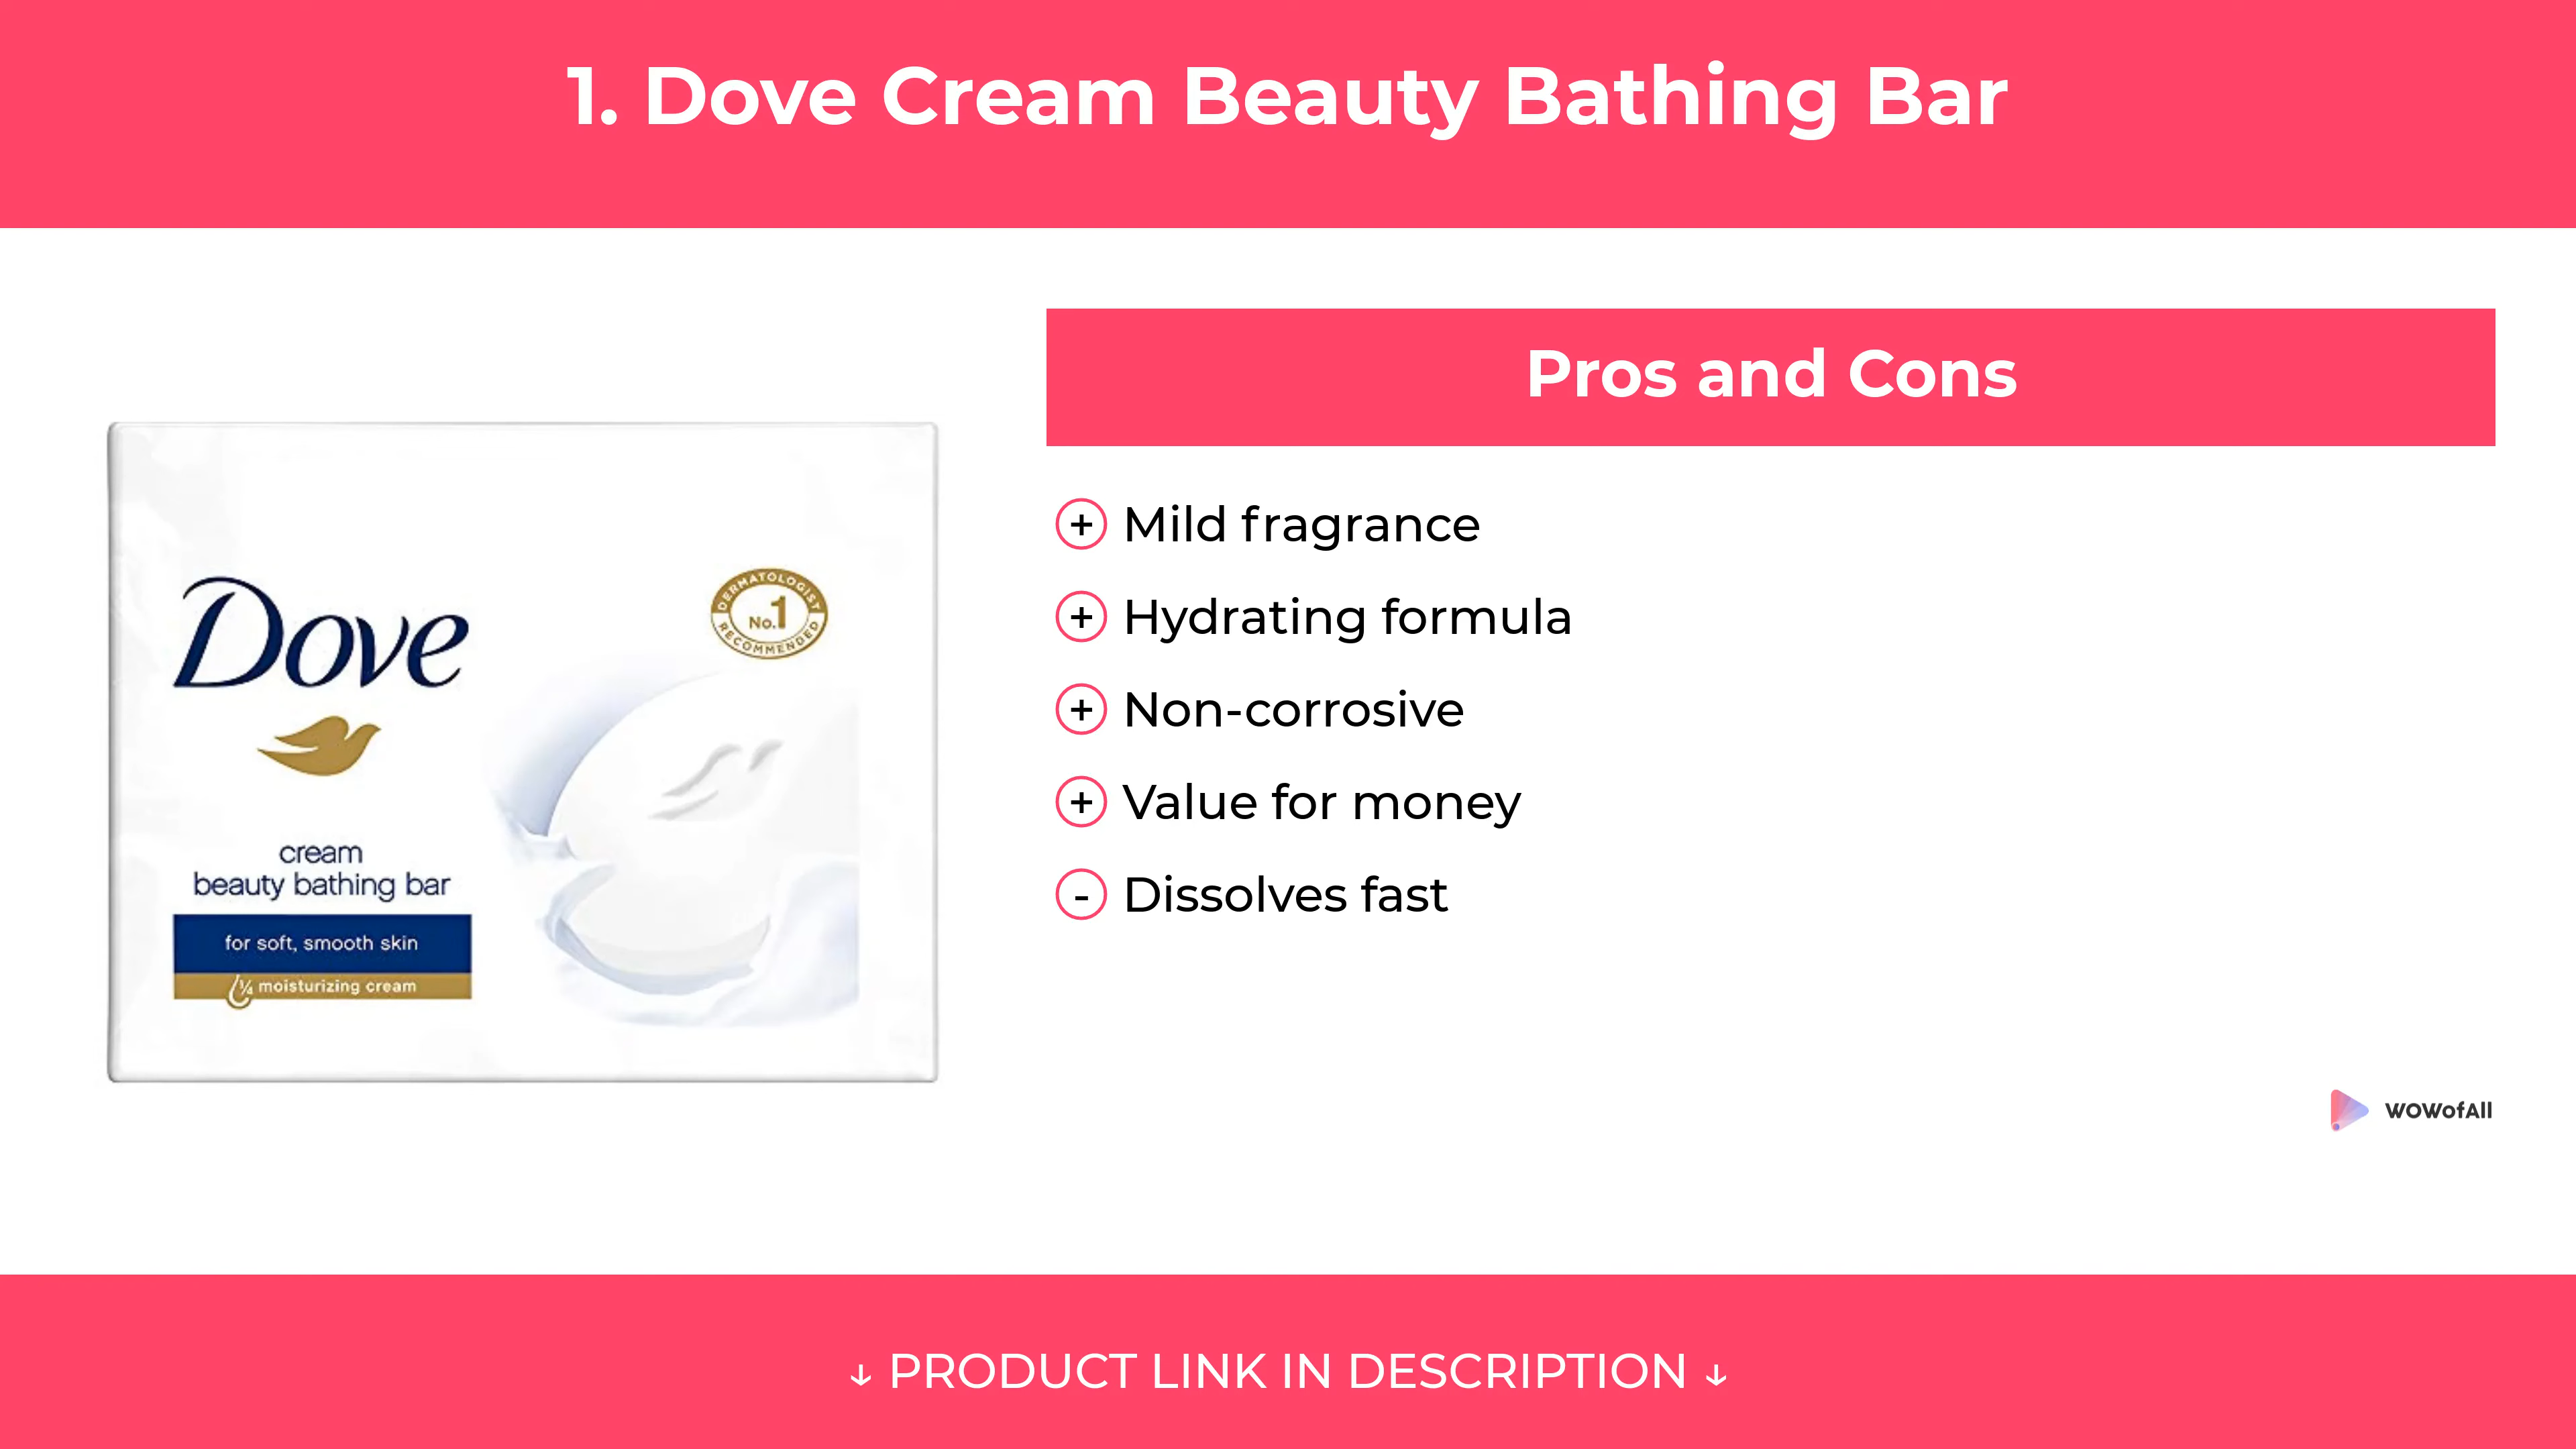 1. Dove Cream Beauty Bathing Bar
Pros and Cons
+ Mild fragrance
+ Hydrating formula
+ Non-corrosive
+ Value for money
- Dissolves fast
Dove
DERMATOLOGIST
No.1
RECOMMENDED
cream
beauty bathing bar
for soft, smooth skin
¼ moisturizing cream
WOWofAll
↓ PRODUCT LINK IN DESCRIPTION ↓